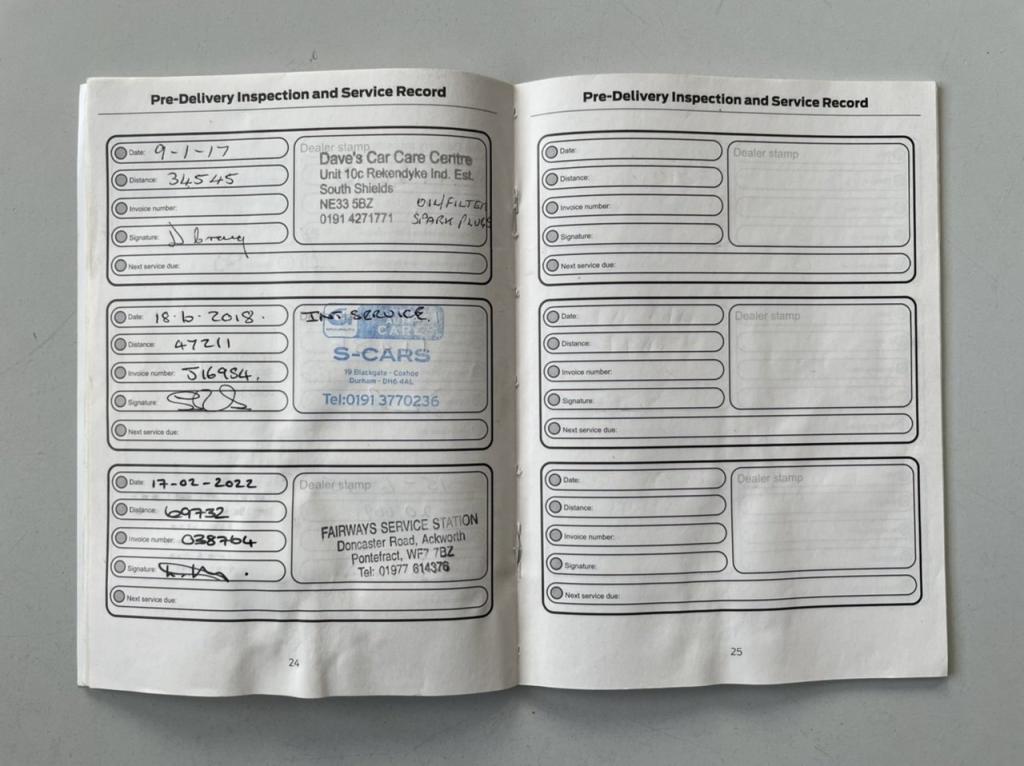 Pre-Delivery Inspection and Service Record
Date: 9-1-17
Distance: 34545
Invoice number:
Signature:
Next service due:
Dealer stamp
Dave's Car Care Centre
Unit 10c Rekendyke Ind. Est.
South Shields
NE33 5BZ
0191 4271771
OIL/FILTER
SPARK PLUGS
Date: 18·6·2018.
Distance: 47211
Invoice number: J16984.
Signature:
Next service due:
INT. SERVICE.
CARE
S-CARS
19 Blackgate - Coxhoe
Durham - DH6 4AL
Tel:0191 3770236
Date: 17-02-2022
Distance: 69732
Invoice number: 038764
Signature:
Next service due:
Dealer stamp
FAIRWAYS SERVICE STATION
Doncaster Road, Ackworth
Pontefract, WF7 7BZ
Tel: 01977 614376
24
Pre-Delivery Inspection and Service Record
Date:
Distance:
Invoice number:
Signature:
Next service due:
Dealer stamp
Date:
Distance:
Invoice number:
Signature:
Next service due:
Dealer stamp
Date:
Distance:
Invoice number:
Signature:
Next service due:
Dealer stamp
25